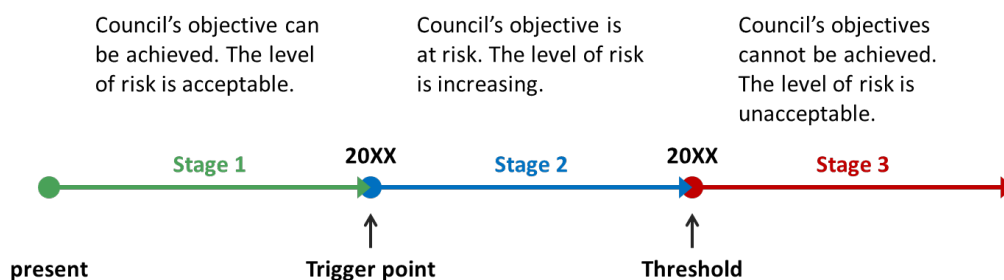 Council’s objective can
be achieved. The level
of risk is acceptable.
Council’s objective is
at risk. The level of risk
is increasing.
Council’s objectives
cannot be achieved.
The level of risk is
unacceptable.
Stage 1
20XX
Stage 2
20XX
Stage 3
present
Trigger point
Threshold